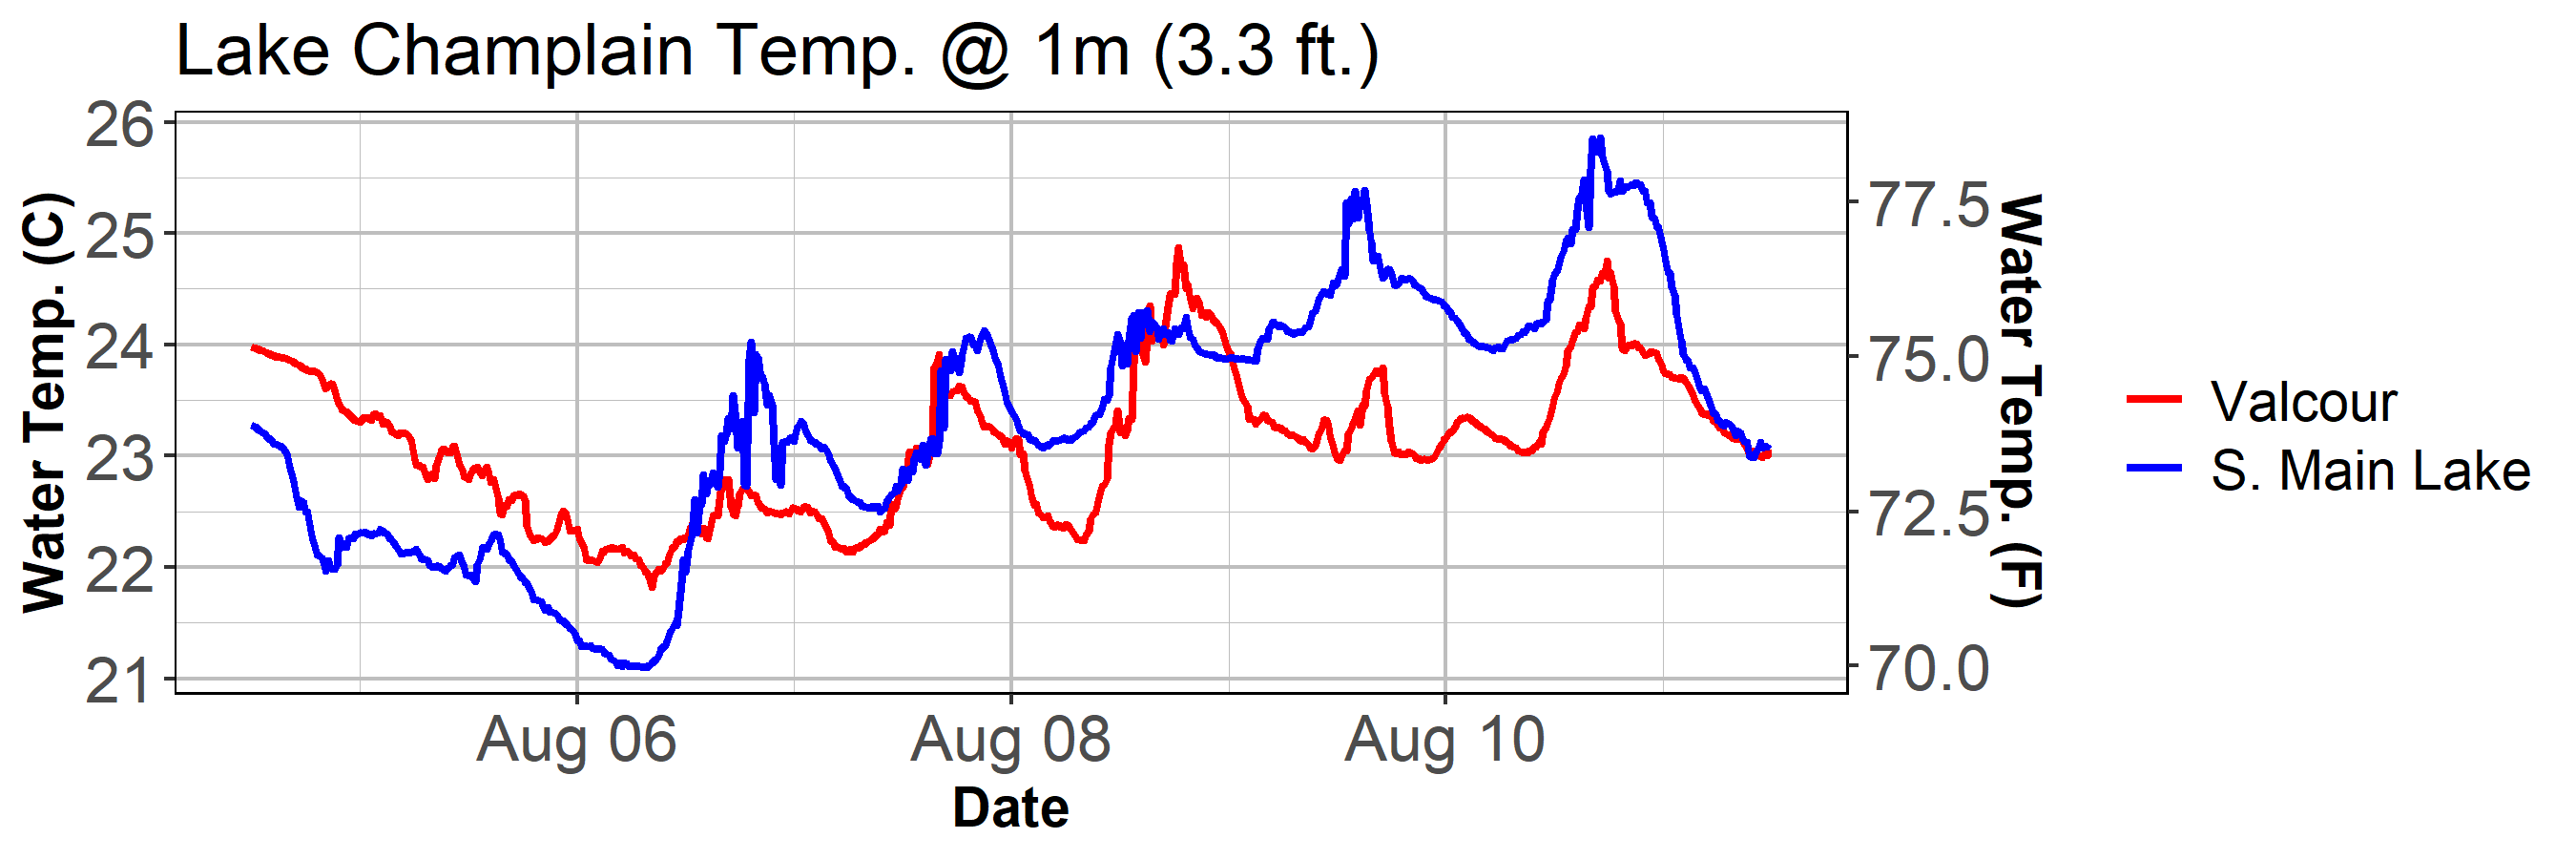 Lake Champlain Temp. @ 1m (3.3 ft.)
Water Temp. (C)
26
25
24
23
22
21
77.5
75.0
72.5
70.0
Water Temp. (F)
Aug 06
Aug 08
Aug 10
Date
Valcour
S. Main Lake